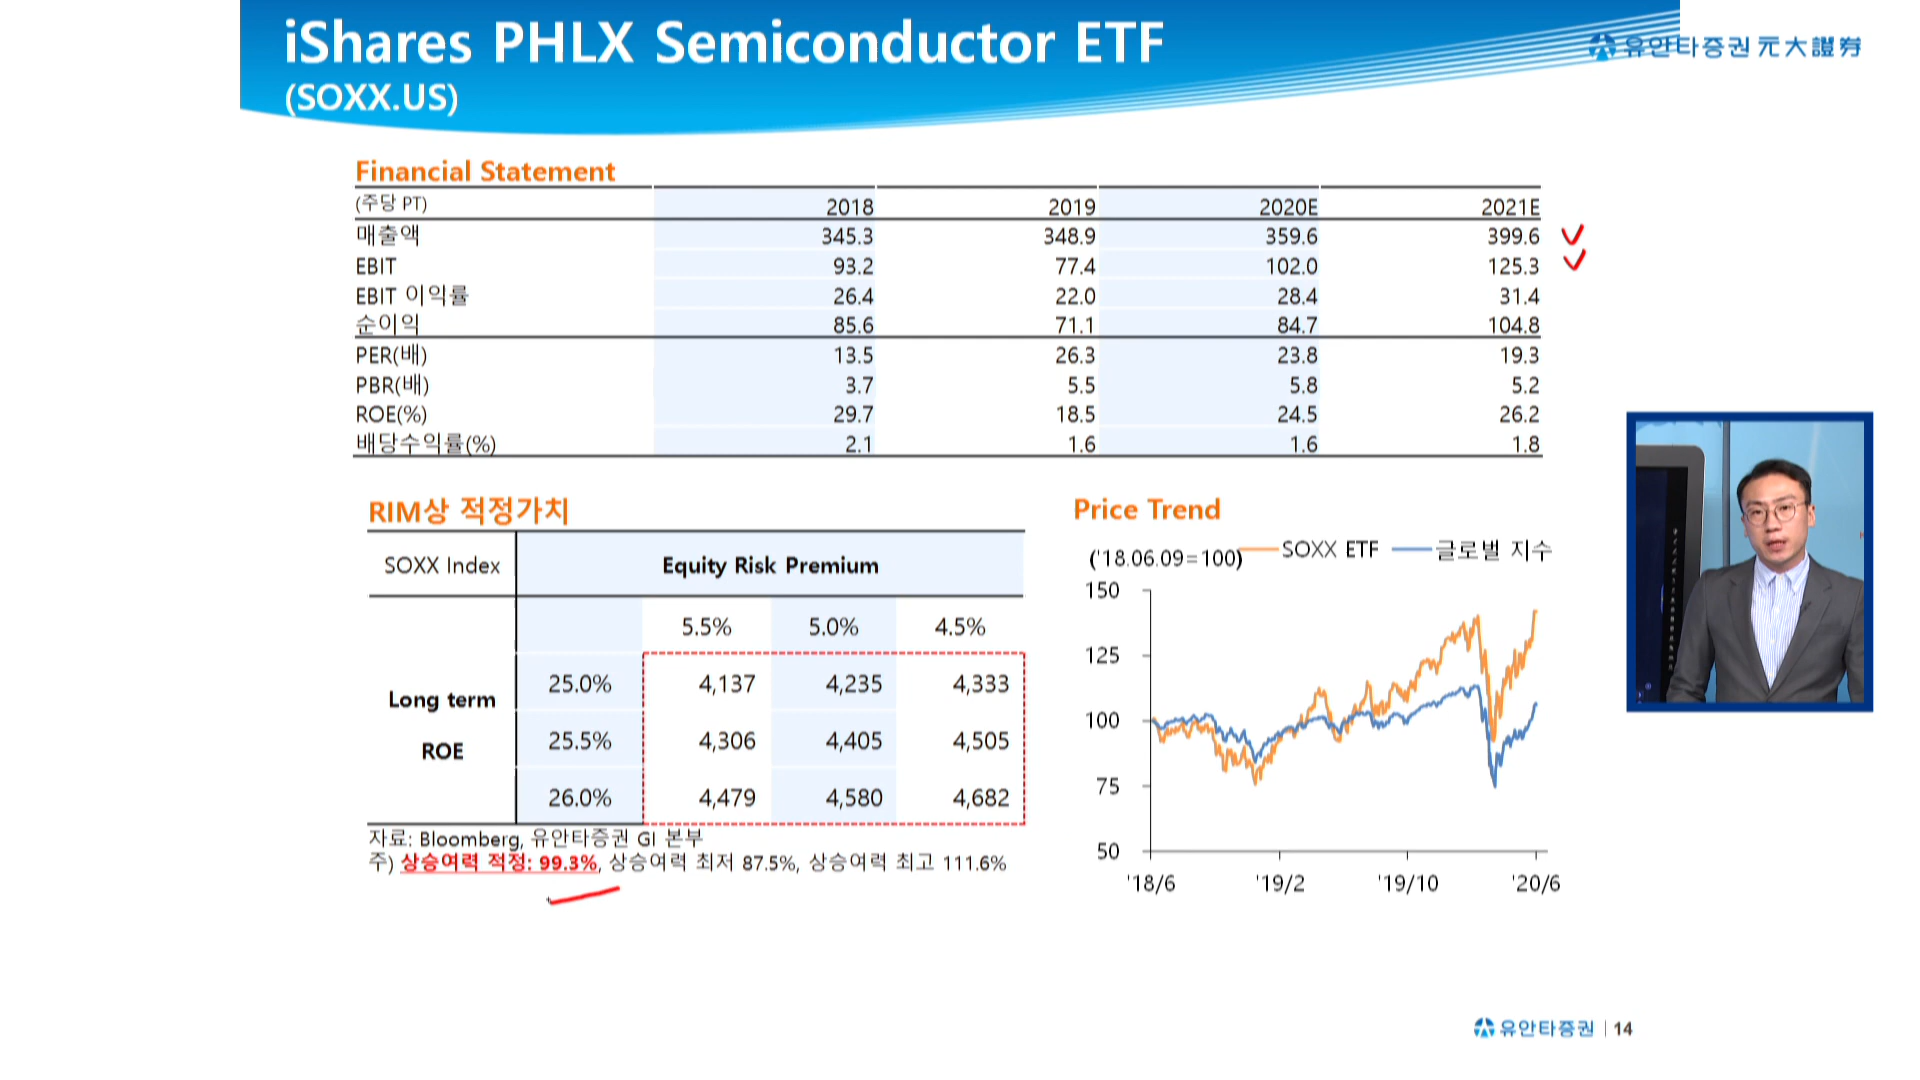 iShares PHLX Semiconductor ETF
(SOXX.US)
유안타증권 元大證券
Financial Statement
(주당 PT) 2018 2019 2020E 2021E
매출액 345.3 348.9 359.6 399.6
EBIT 93.2 77.4 102.0 125.3
EBIT 이익률 26.4 22.0 28.4 31.4
순이익 85.6 71.1 84.7 104.8
PER(배) 13.5 26.3 23.8 19.3
PBR(배) 3.7 5.5 5.8 5.2
ROE(%) 29.7 18.5 24.5 26.2
배당수익률(%) 2.1 1.6 1.6 1.8
RIM상 적정가치
SOXX Index Equity Risk Premium
5.5% 5.0% 4.5%
Long term ROE
25.0% 4,137 4,235 4,333
25.5% 4,306 4,405 4,505
26.0% 4,479 4,580 4,682
자료: Bloomberg, 유안타증권 GI 본부
주) 상승여력 적정: 99.3%, 상승여력 최저 87.5%, 상승여력 최고 111.6%
Price Trend
('18.06.09=100) SOXX ETF 글로벌 지수
150
125
100
75
50
'18/6 '19/2 '19/10 '20/6
유안타증권 | 14